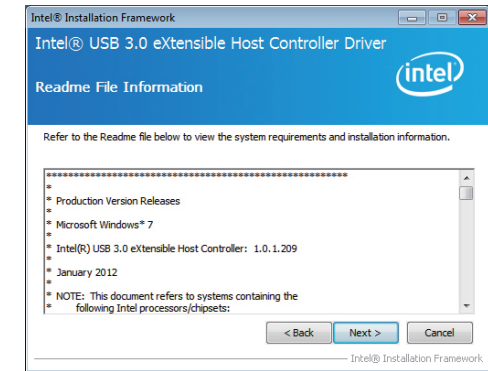 Intel® Installation Framework
Intel® USB 3.0 eXtensible Host Controller Driver
intel
Readme File Information
Refer to the Readme file below to view the system requirements and installation information.
******************************************************
*
* Production Version Releases
*
* Microsoft Windows* 7
*
* Intel(R) USB 3.0 eXtensible Host Controller: 1.0.1.209
*
* January 2012
*
* NOTE: This document refers to systems containing the
* following Intel processors/chipsets:
< Back Next > Cancel
Intel® Installation Framework